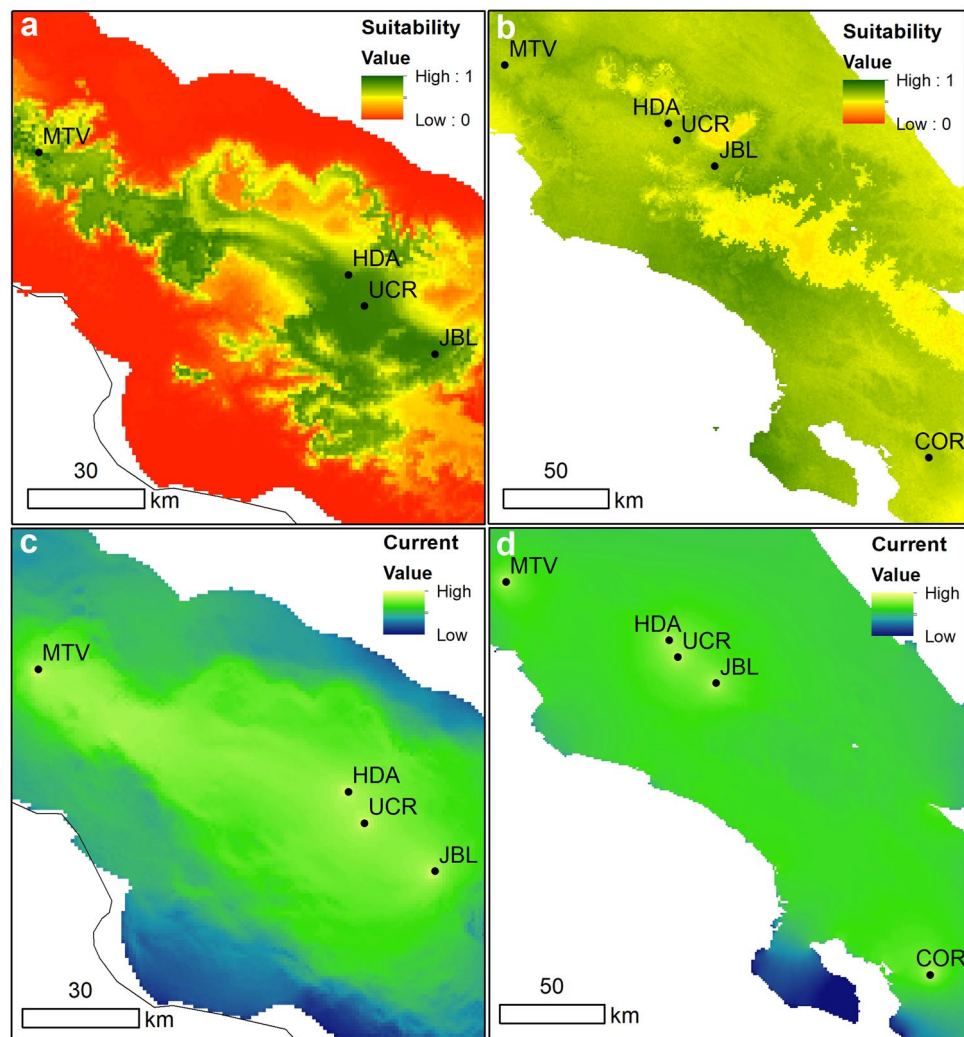 a
Suitability
Value
High : 1
Low : 0
MTV
HDA
UCR
JBL
30
km
b
Suitability
Value
High : 1
Low : 0
MTV
HDA
UCR
JBL
COR
50
km
c
Current
Value
High
Low
MTV
HDA
UCR
JBL
30
km
d
Current
Value
High
Low
MTV
HDA
UCR
JBL
COR
50
km